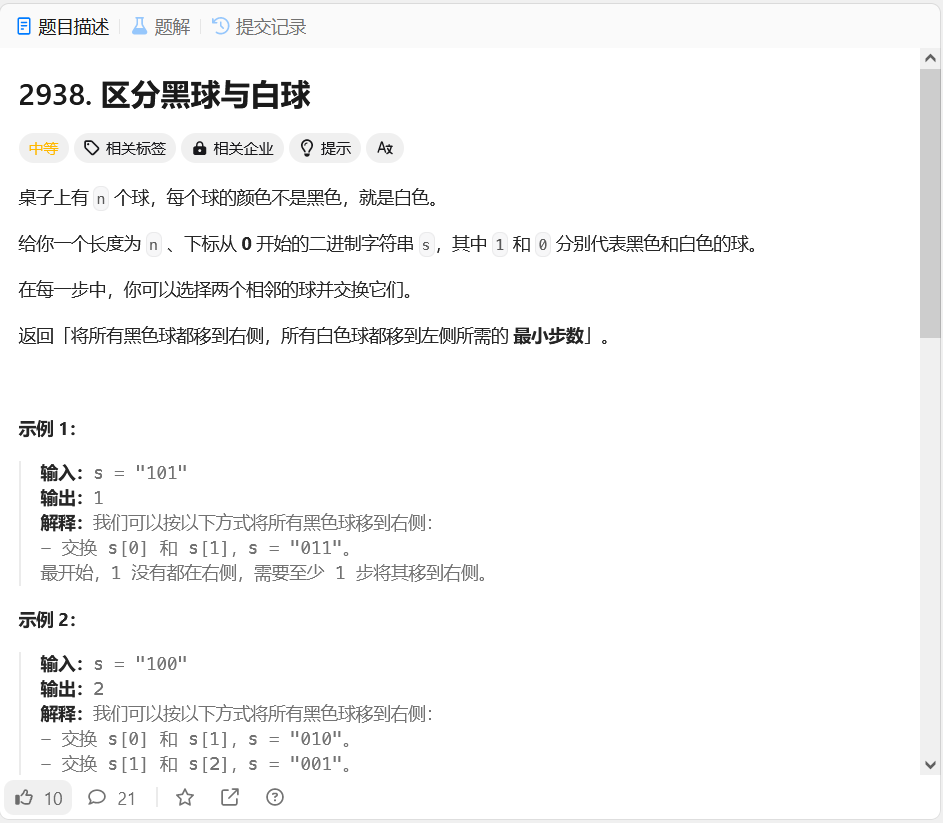 题目描述 题解 提交记录
2938. 区分黑球与白球
中等 相关标签 相关企业 提示 Aあ
桌子上有 n 个球，每个球的颜色不是黑色，就是白色。
给你一个长度为 n 、下标从 0 开始的二进制字符串 s，其中 1 和 0 分别代表黑色和白色的球。
在每一步中，你可以选择两个相邻的球并交换它们。
返回「将所有黑色球都移到右侧，所有白色球都移到左侧所需的 最小步数」。
示例 1：
输入：s = "101"
输出：1
解释：我们可以按以下方式将所有黑色球移到右侧：
- 交换 s[0] 和 s[1]，s = "011"。
最开始，1 没有都在右侧，需要至少 1 步将其移到右侧。
示例 2：
输入：s = "100"
输出：2
解释：我们可以按以下方式将所有黑色球移到右侧：
- 交换 s[0] 和 s[1]，s = "010"。
- 交换 s[1] 和 s[2]，s = "001"。
10 21